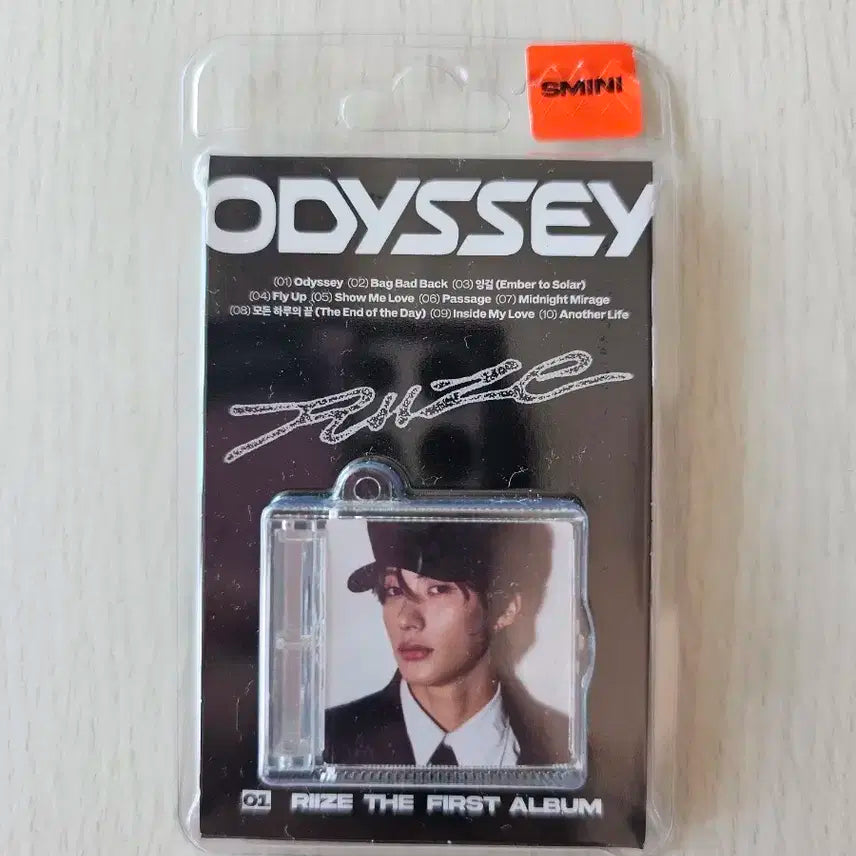 SMINI
ODYSSEY
(01) Odyssey (02) Bag Bad Back (03) 잉걸 (Ember to Solar)
(04) Fly Up (05) Show Me Love (06) Passage (07) Midnight Mirage
(08) 모든 하루의 끝 (The End of the Day) (09) Inside My Love (10) Another Life
RIIZE
01 RIIZE THE FIRST ALBUM